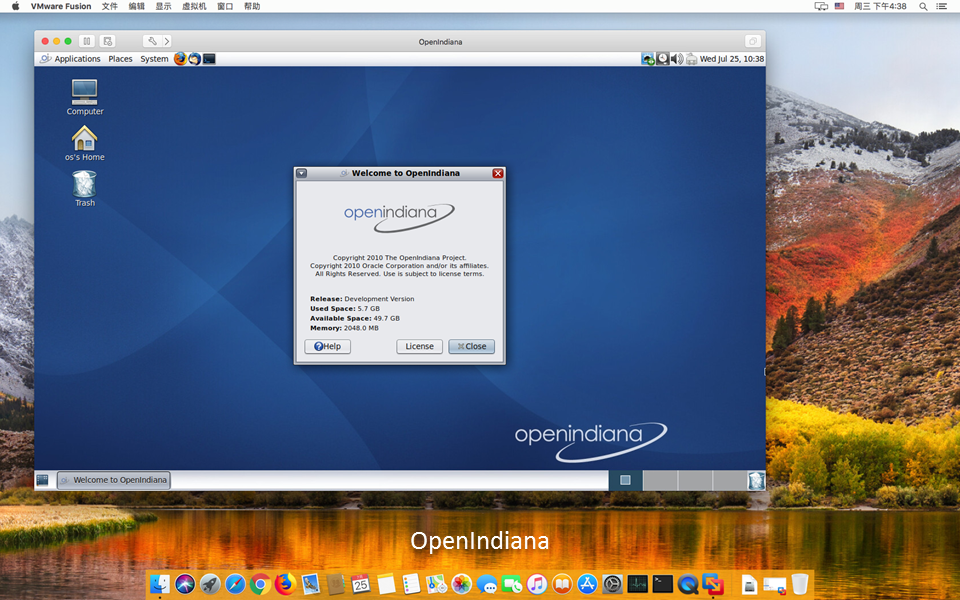 VMware Fusion 文件 编辑 显示 虚拟机 窗口 帮助 周三 下午4:38
OpenIndiana
Applications Places System Wed Jul 25, 10:38
Computer
os's Home
Trash
Welcome to OpenIndiana
openindiana
Copyright 2010 The OpenIndiana Project.
Copyright 2010 Oracle Corporation and/or its affiliates.
All Rights Reserved. Use is subject to license terms.
Release: Development Version
Used Space: 5.7 GB
Available Space: 49.7 GB
Memory: 2048.0 MB
Help License Close
openindiana
Welcome to OpenIndiana
OpenIndiana
25